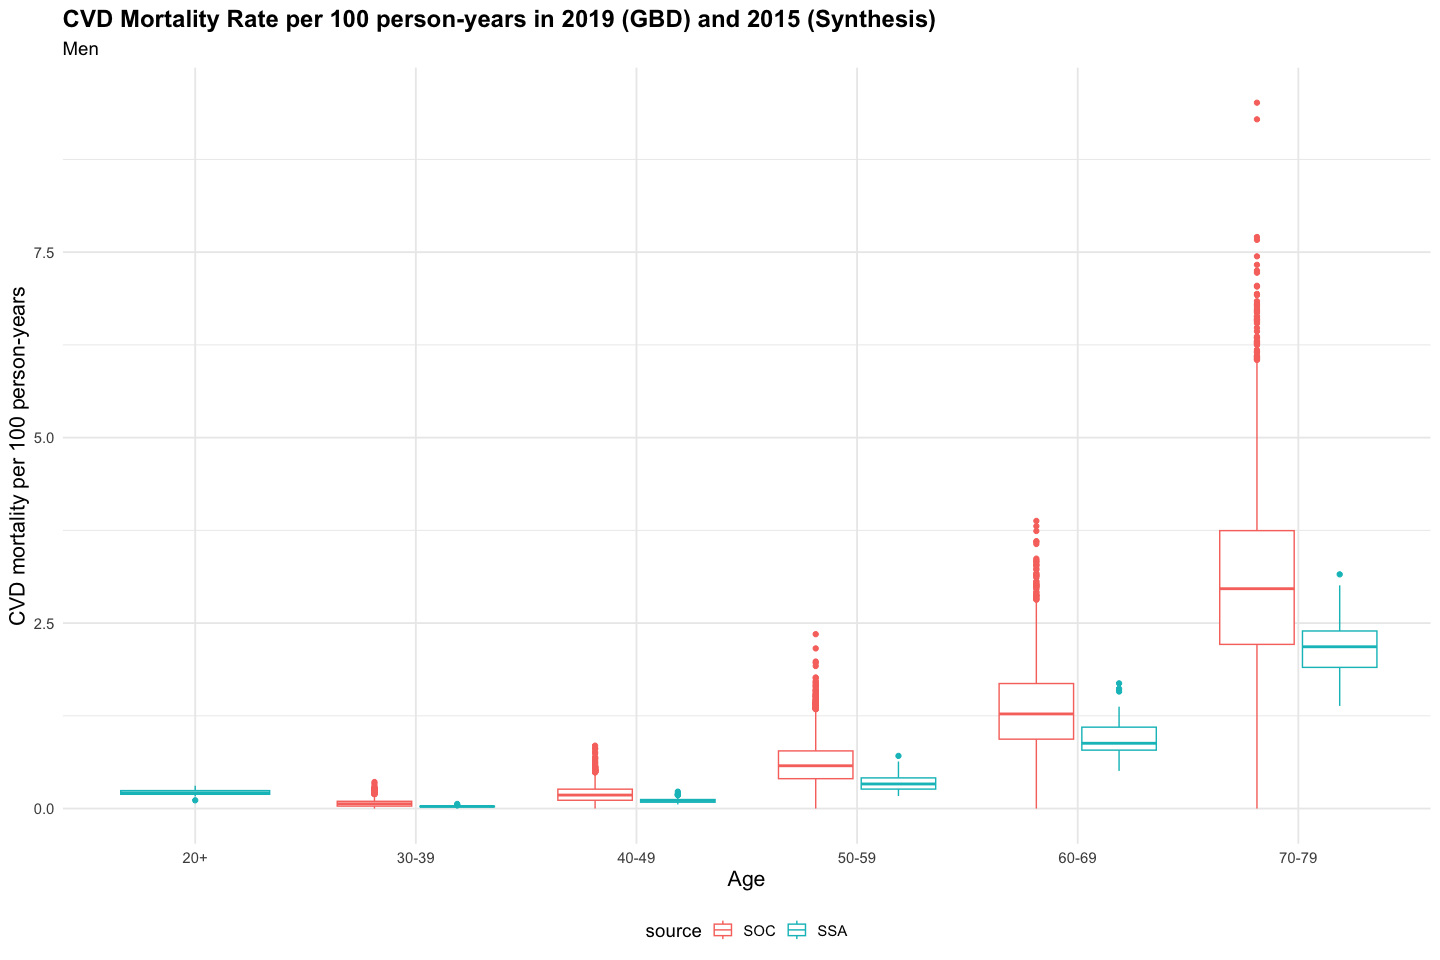 CVD Mortality Rate per 100 person-years in 2019 (GBD) and 2015 (Synthesis)
Men
CVD mortality per 100 person-years
7.5
5.0
2.5
0.0
20+ 30-39 40-49 50-59 60-69 70-79
Age
source SOC SSA